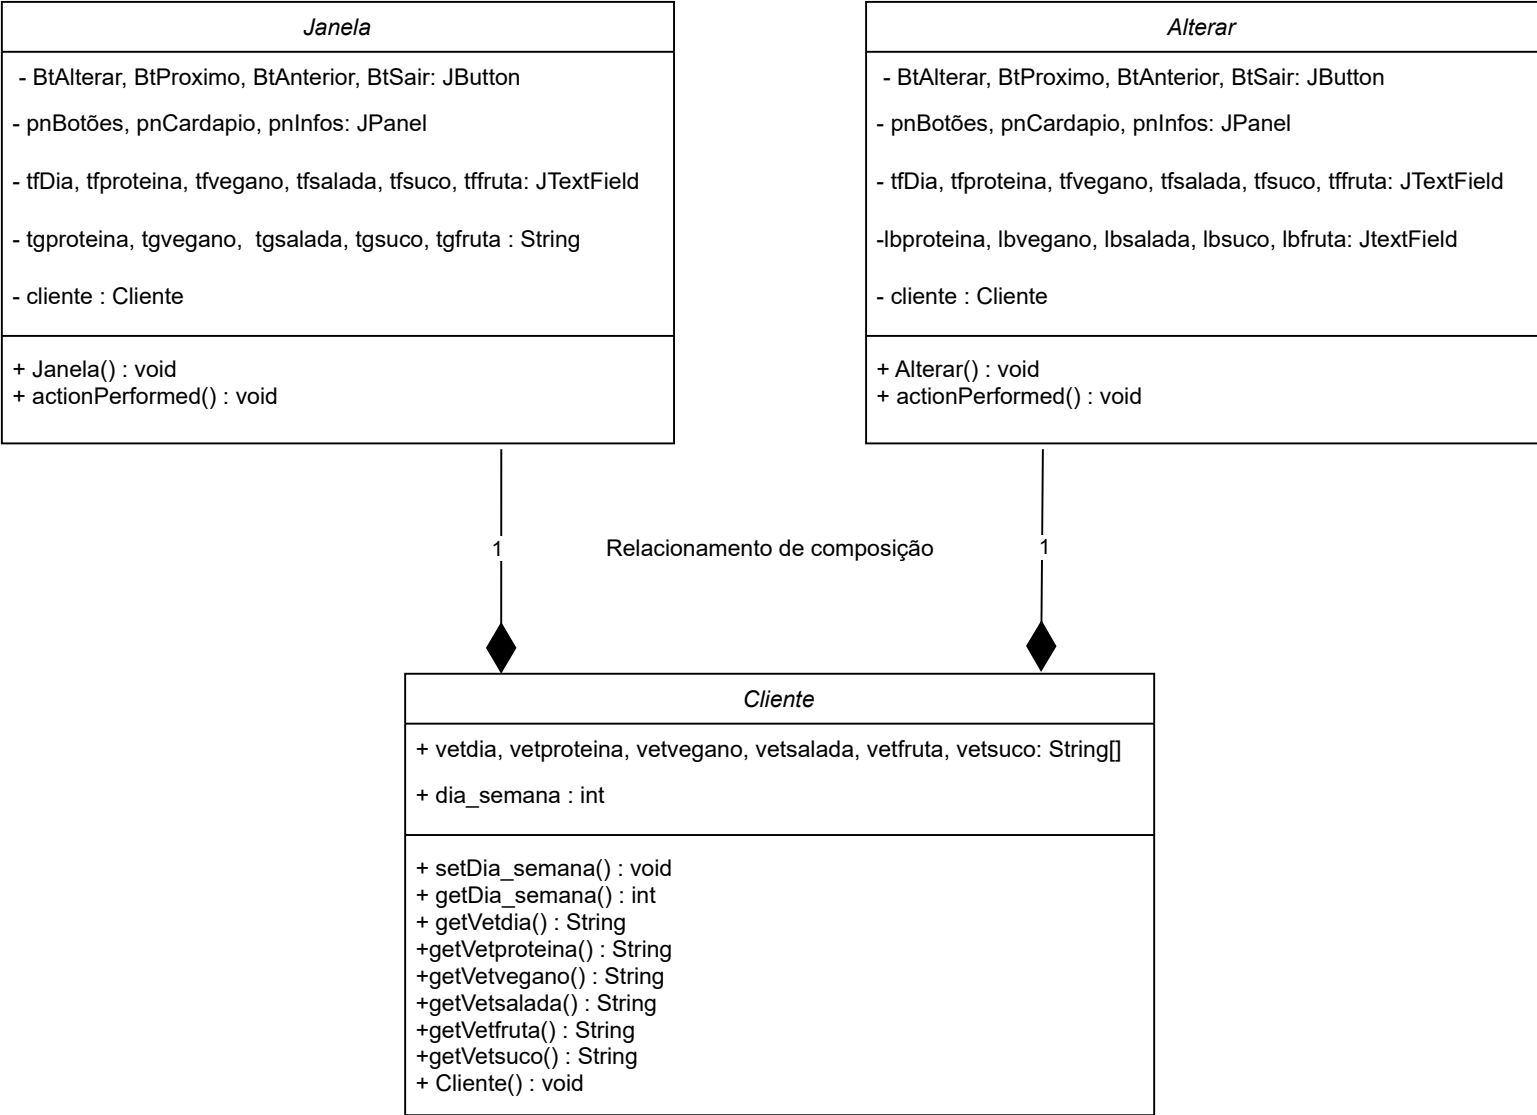 Janela
- BtAlterar, BtProximo, BtAnterior, BtSair: JButton
- pnBotões, pnCardapio, pnInfos: JPanel
- tfDia, tfproteina, tfvegano, tfsalada, tfsuco, tffruta: JTextField
- tgproteina, tgvegano,  tgsalada, tgsuco, tgfruta : String
- cliente : Cliente
+ Janela() : void
+ actionPerformed() : void
Alterar
- BtAlterar, BtProximo, BtAnterior, BtSair: JButton
- pnBotões, pnCardapio, pnInfos: JPanel
- tfDia, tfproteina, tfvegano, tfsalada, tfsuco, tffruta: JTextField
-lbproteina, lbvegano, lbsalada, lbsuco, lbfruta: JtextField
- cliente : Cliente
+ Alterar() : void
+ actionPerformed() : void
1
Relacionamento de composição
1
Cliente
+ vetdia, vetproteina, vetvegano, vetsalada, vetfruta, vetsuco: String[]
+ dia_semana : int
+ setDia_semana() : void
+ getDia_semana() : int
+ getVetdia() : String
+getVetproteina() : String
+getVetvegano() : String
+getVetsalada() : String
+getVetfruta() : String
+getVetsuco() : String
+ Cliente() : void